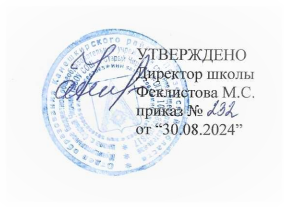 УТВЕРЖДЕНО
Директор школы
Феклистова М.С.
приказ № 232
от “30.08.2024”